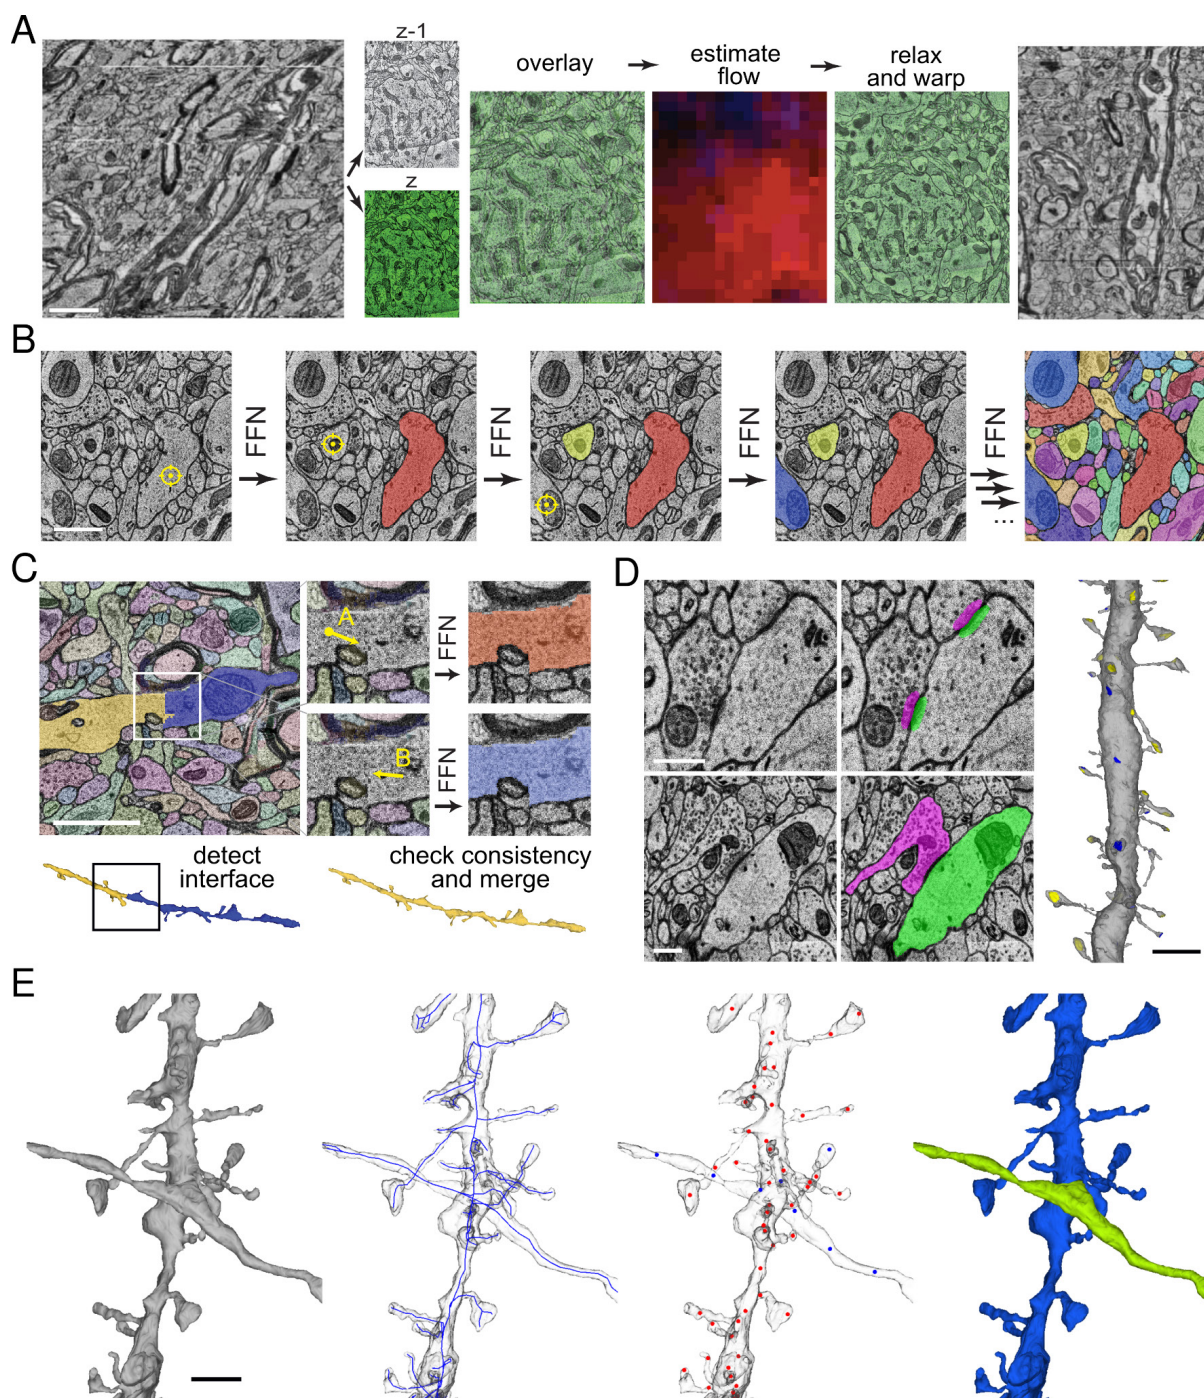 A
z-1
z
overlay
estimate
flow
relax
and warp
B
FFN
FFN
FFN
FFN
...
C
A
FFN
B
FFN
detect
interface
check consistency
and merge
D
E